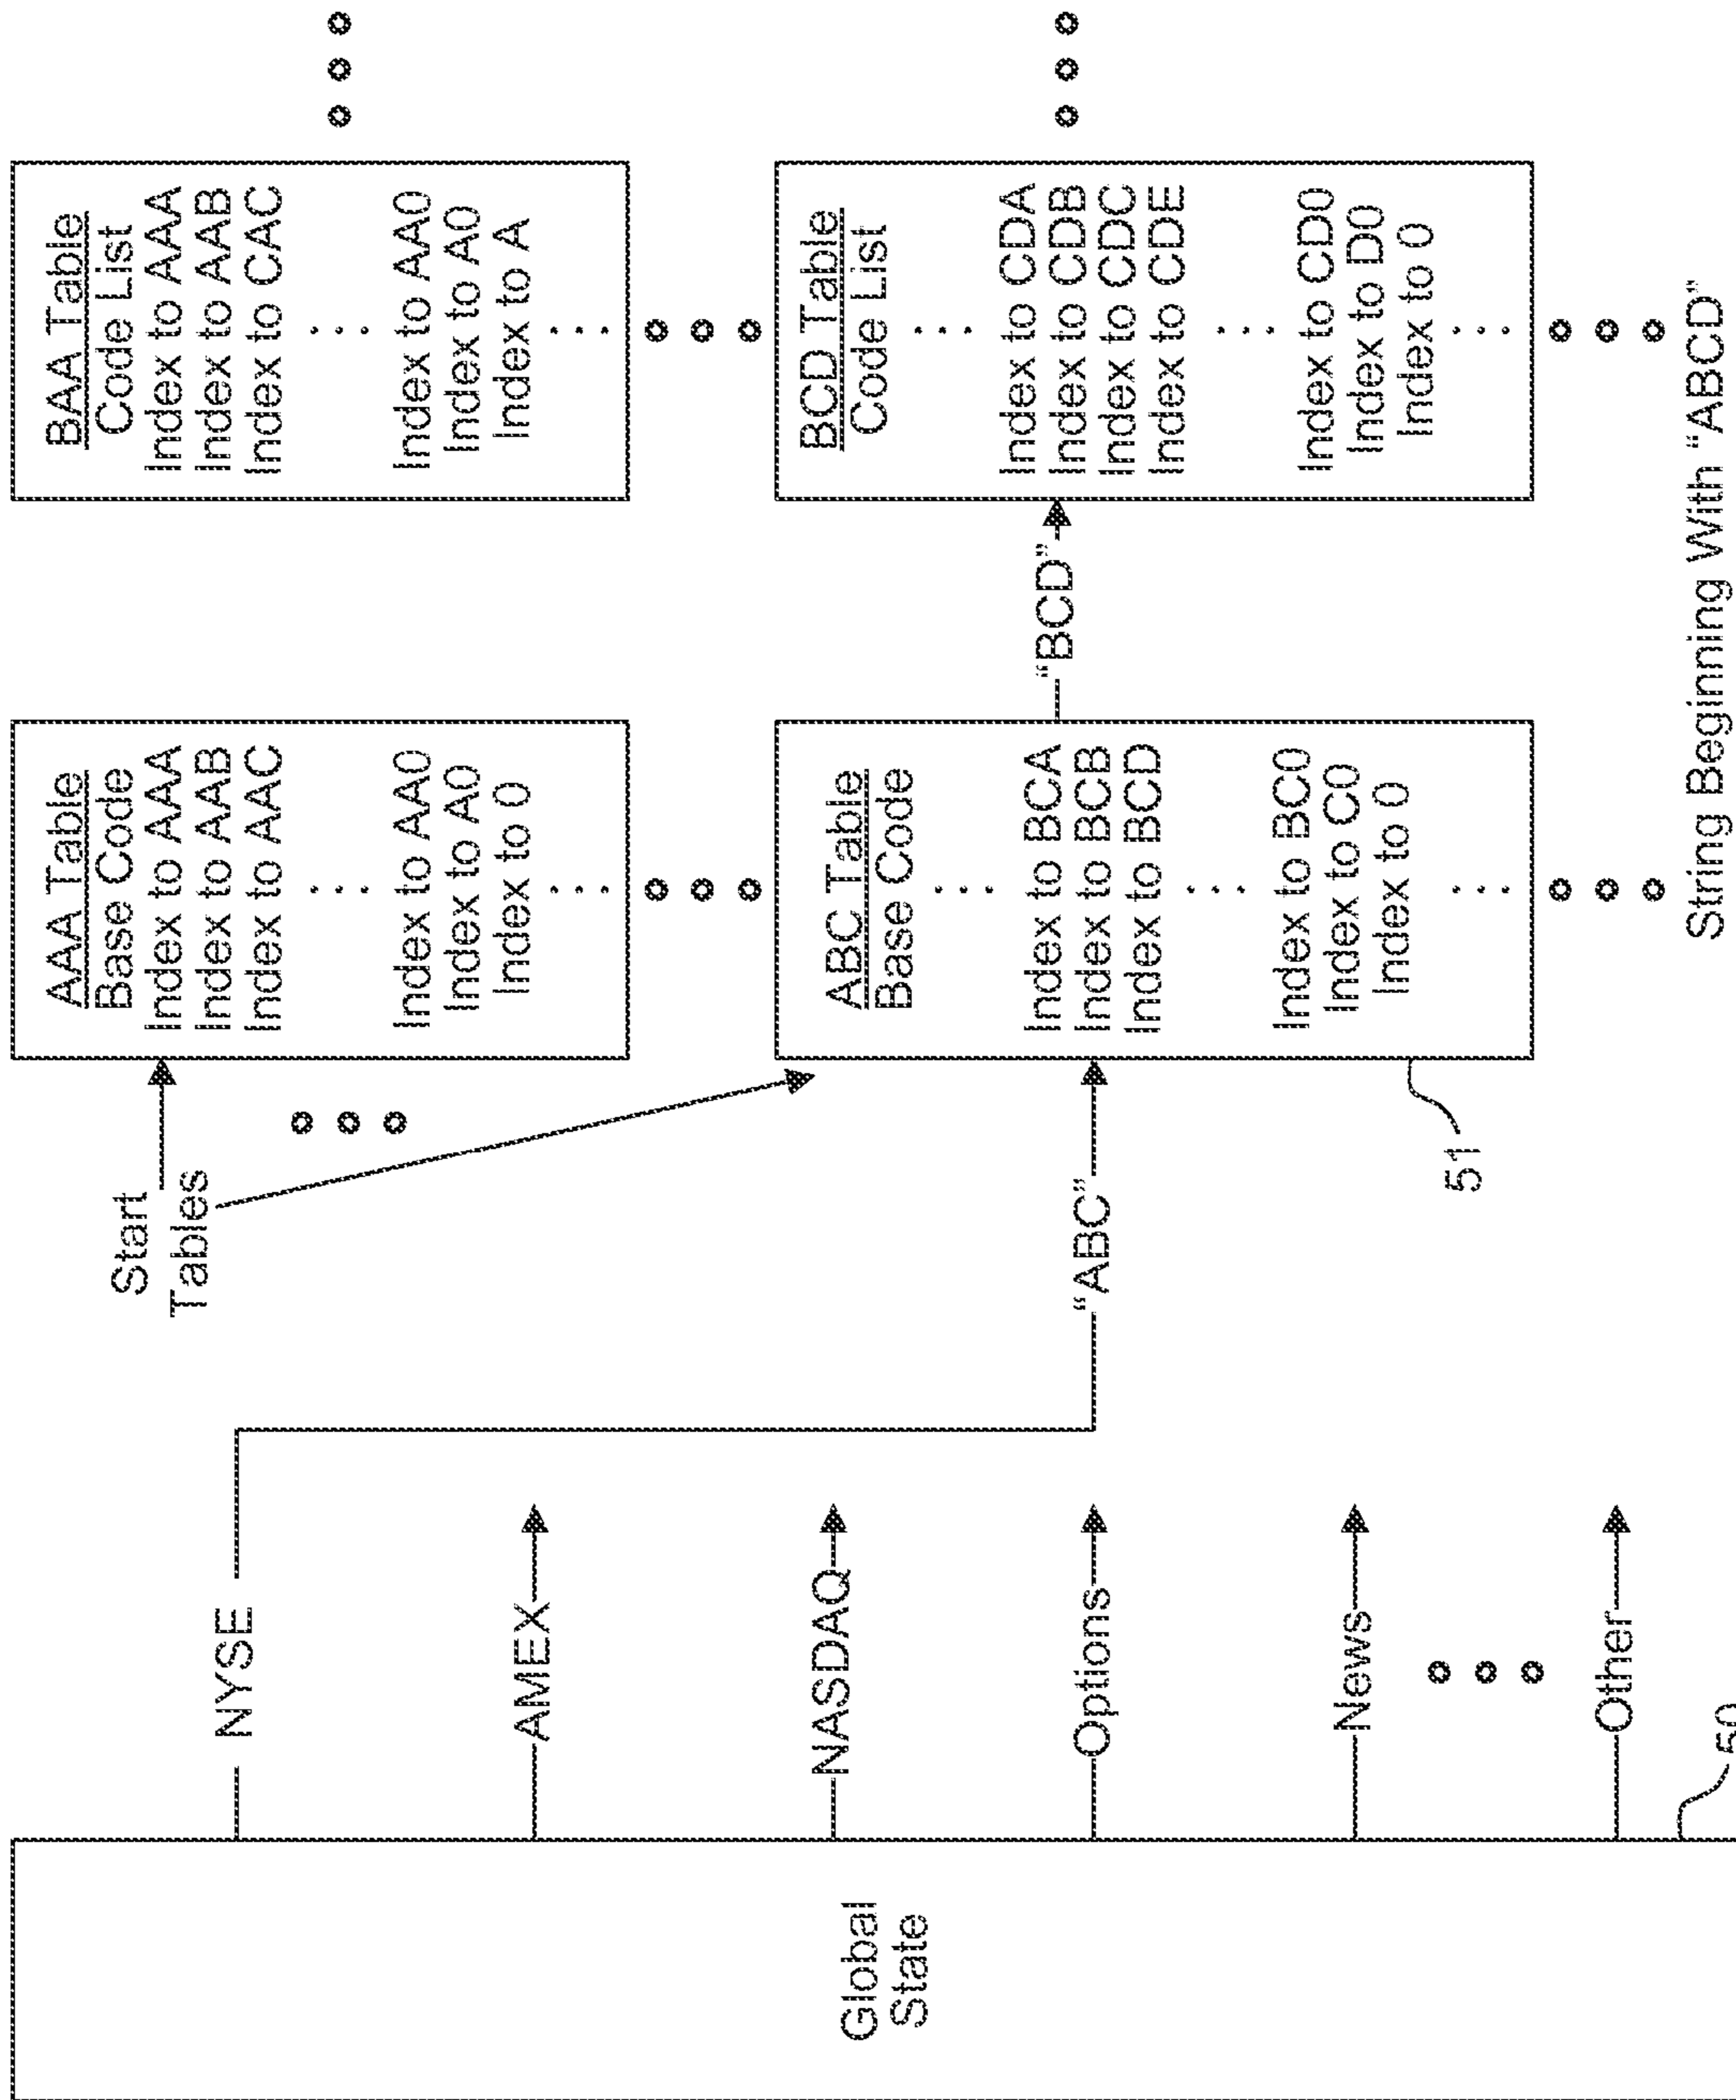 Global
State
NYSE
AMEX
NASDAQ
Options
News
Other
50
Start
Tables
"ABC"
51
AAA Table
Base Code
Index to AAA
Index to AAB
Index to AAC
Index to AA0
Index to A0
Index to 0
ABC Table
Base Code
Index to BCA
Index to BCB
Index to BCD
Index to BC0
Index to C0
Index to 0
"BCD"
BAA Table
Code List
Index to AAA
Index to AAB
Index to CAC
Index to AA0
Index to A0
Index to A
BCD Table
Code List
Index to CDA
Index to CDB
Index to CDC
Index to CDE
Index to CD0
Index to D0
Index to 0
String Beginning With "ABCD"